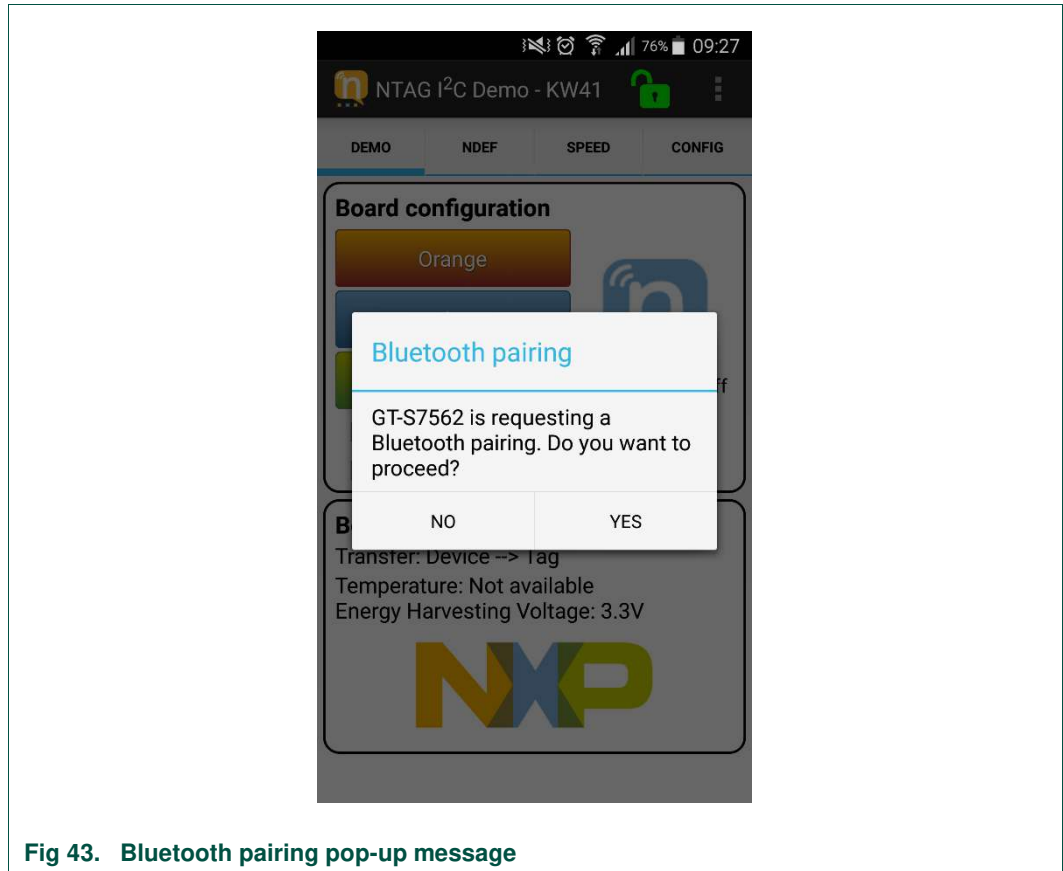 76% 09:27
NTAG I²C Demo - KW41
DEMO NDEF SPEED CONFIG
Board configuration
Orange
Bluetooth pairing
ff
GT-S7562 is requesting a
Bluetooth pairing. Do you want to
proceed?
NO YES
B
Transfer: Device --> Tag
Temperature: Not available
Energy Harvesting Voltage: 3.3V
NXP
Fig 43. Bluetooth pairing pop-up message